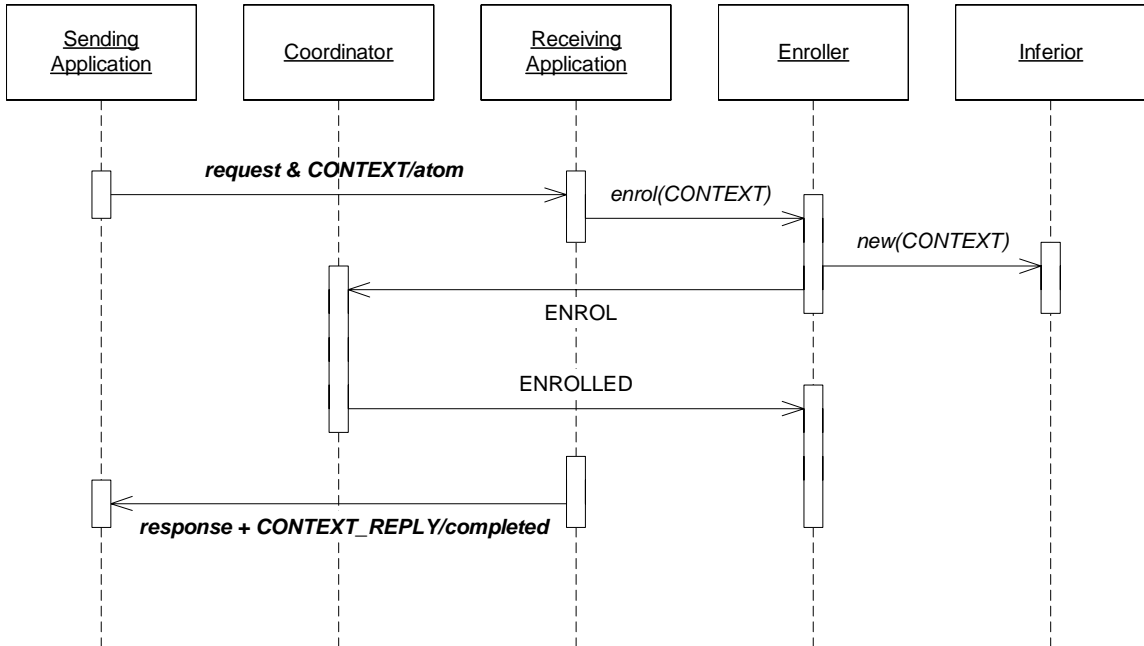 Sending
Application
Coordinator
Receiving
Application
Enroller
Inferior
request & CONTEXT/atom
enrol(CONTEXT)
new(CONTEXT)
ENROL
ENROLLED
response + CONTEXT_REPLY/completed